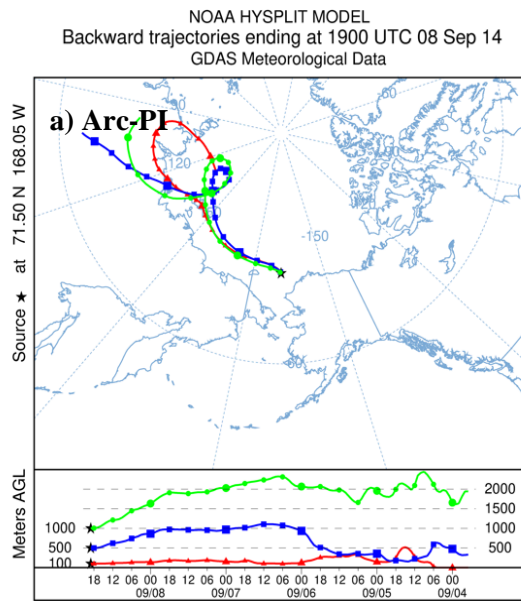 NOAA HYSPLIT MODEL
Backward trajectories ending at 1900 UTC 08 Sep 14
GDAS Meteorological Data
Source ★ at 71.50 N 168.05 W
a) Arc-PI
120
-150
Meters AGL
2000
1000
1000
500
500
100
18 12 06 00 18 12 06 00 18 12 06 00 18 12 06 00 18 12 06 00
09/08 09/07 09/06 09/05 09/04